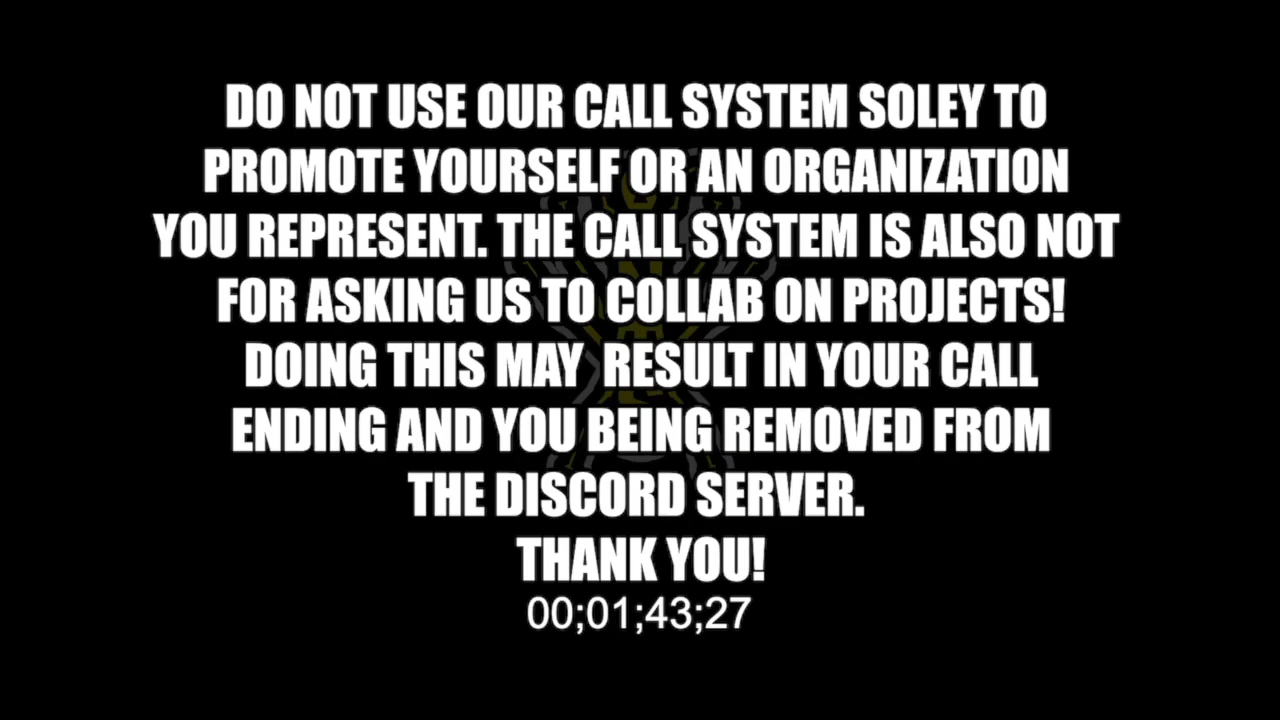 DO NOT USE OUR CALL SYSTEM SOLEY TO
PROMOTE YOURSELF OR AN ORGANIZATION
YOU REPRESENT. THE CALL SYSTEM IS ALSO NOT
FOR ASKING US TO COLLAB ON PROJECTS!
DOING THIS MAY  RESULT IN YOUR CALL
ENDING AND YOU BEING REMOVED FROM
THE DISCORD SERVER.
THANK YOU!
00;01;43;27